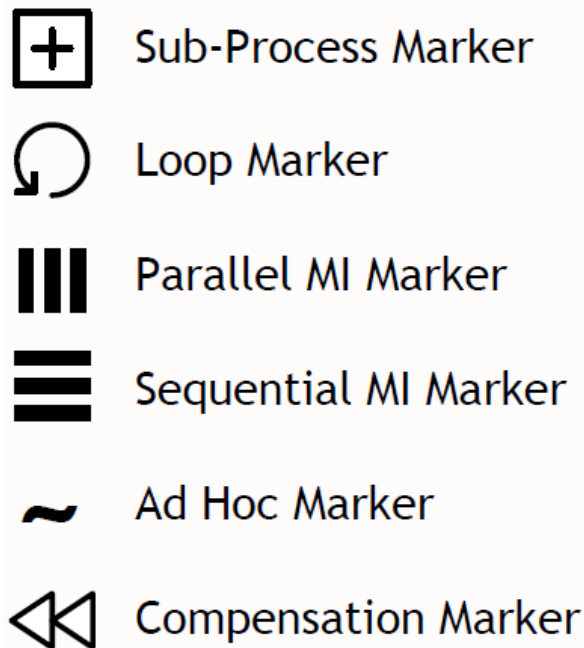 Sub-Process Marker
Loop Marker
Parallel MI Marker
Sequential MI Marker
Ad Hoc Marker
Compensation Marker